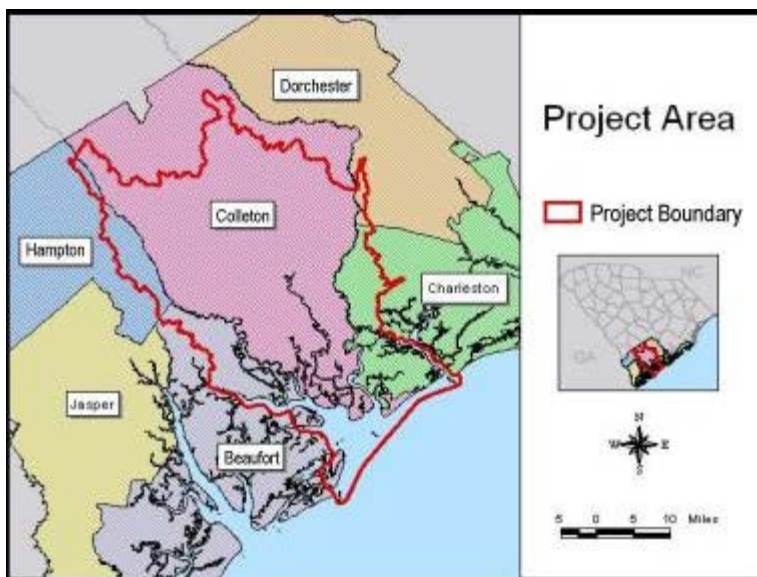 Dorchester
Project Area
Colleton
Project Boundary
Hampton
Charleston
NC
GA
Jasper
Beaufort
N
W E
S
5 0 5 10 Miles